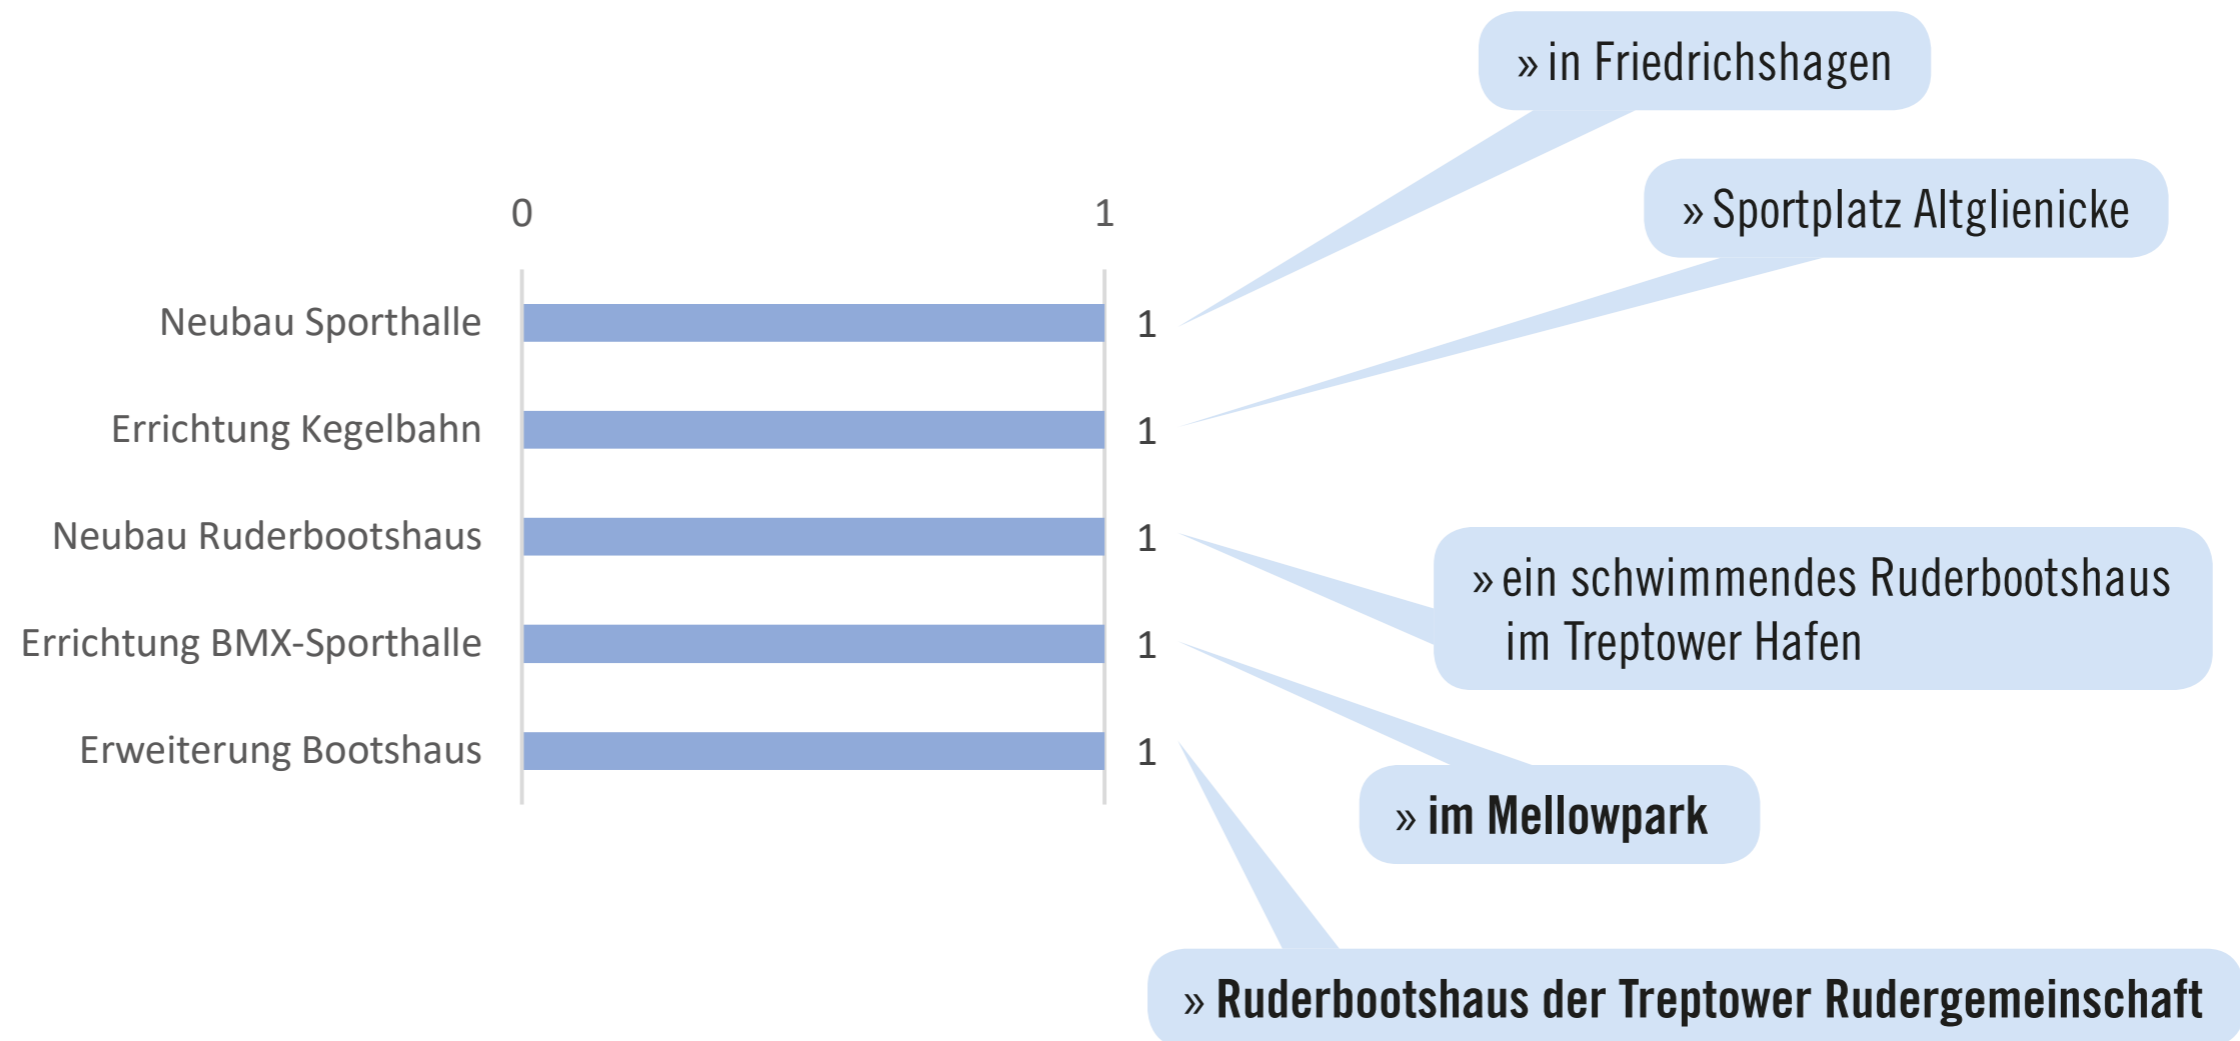 » in Friedrichshagen
» Sportplatz Altglienicke
0 1
Neubau Sporthalle 1
Errichtung Kegelbahn 1
Neubau Ruderbootshaus 1
» ein schwimmendes Ruderbootshaus
im Treptower Hafen
Errichtung BMX-Sporthalle 1
Erweiterung Bootshaus 1
» im Mellowpark
» Ruderbootshaus der Treptower Rudergemeinschaft